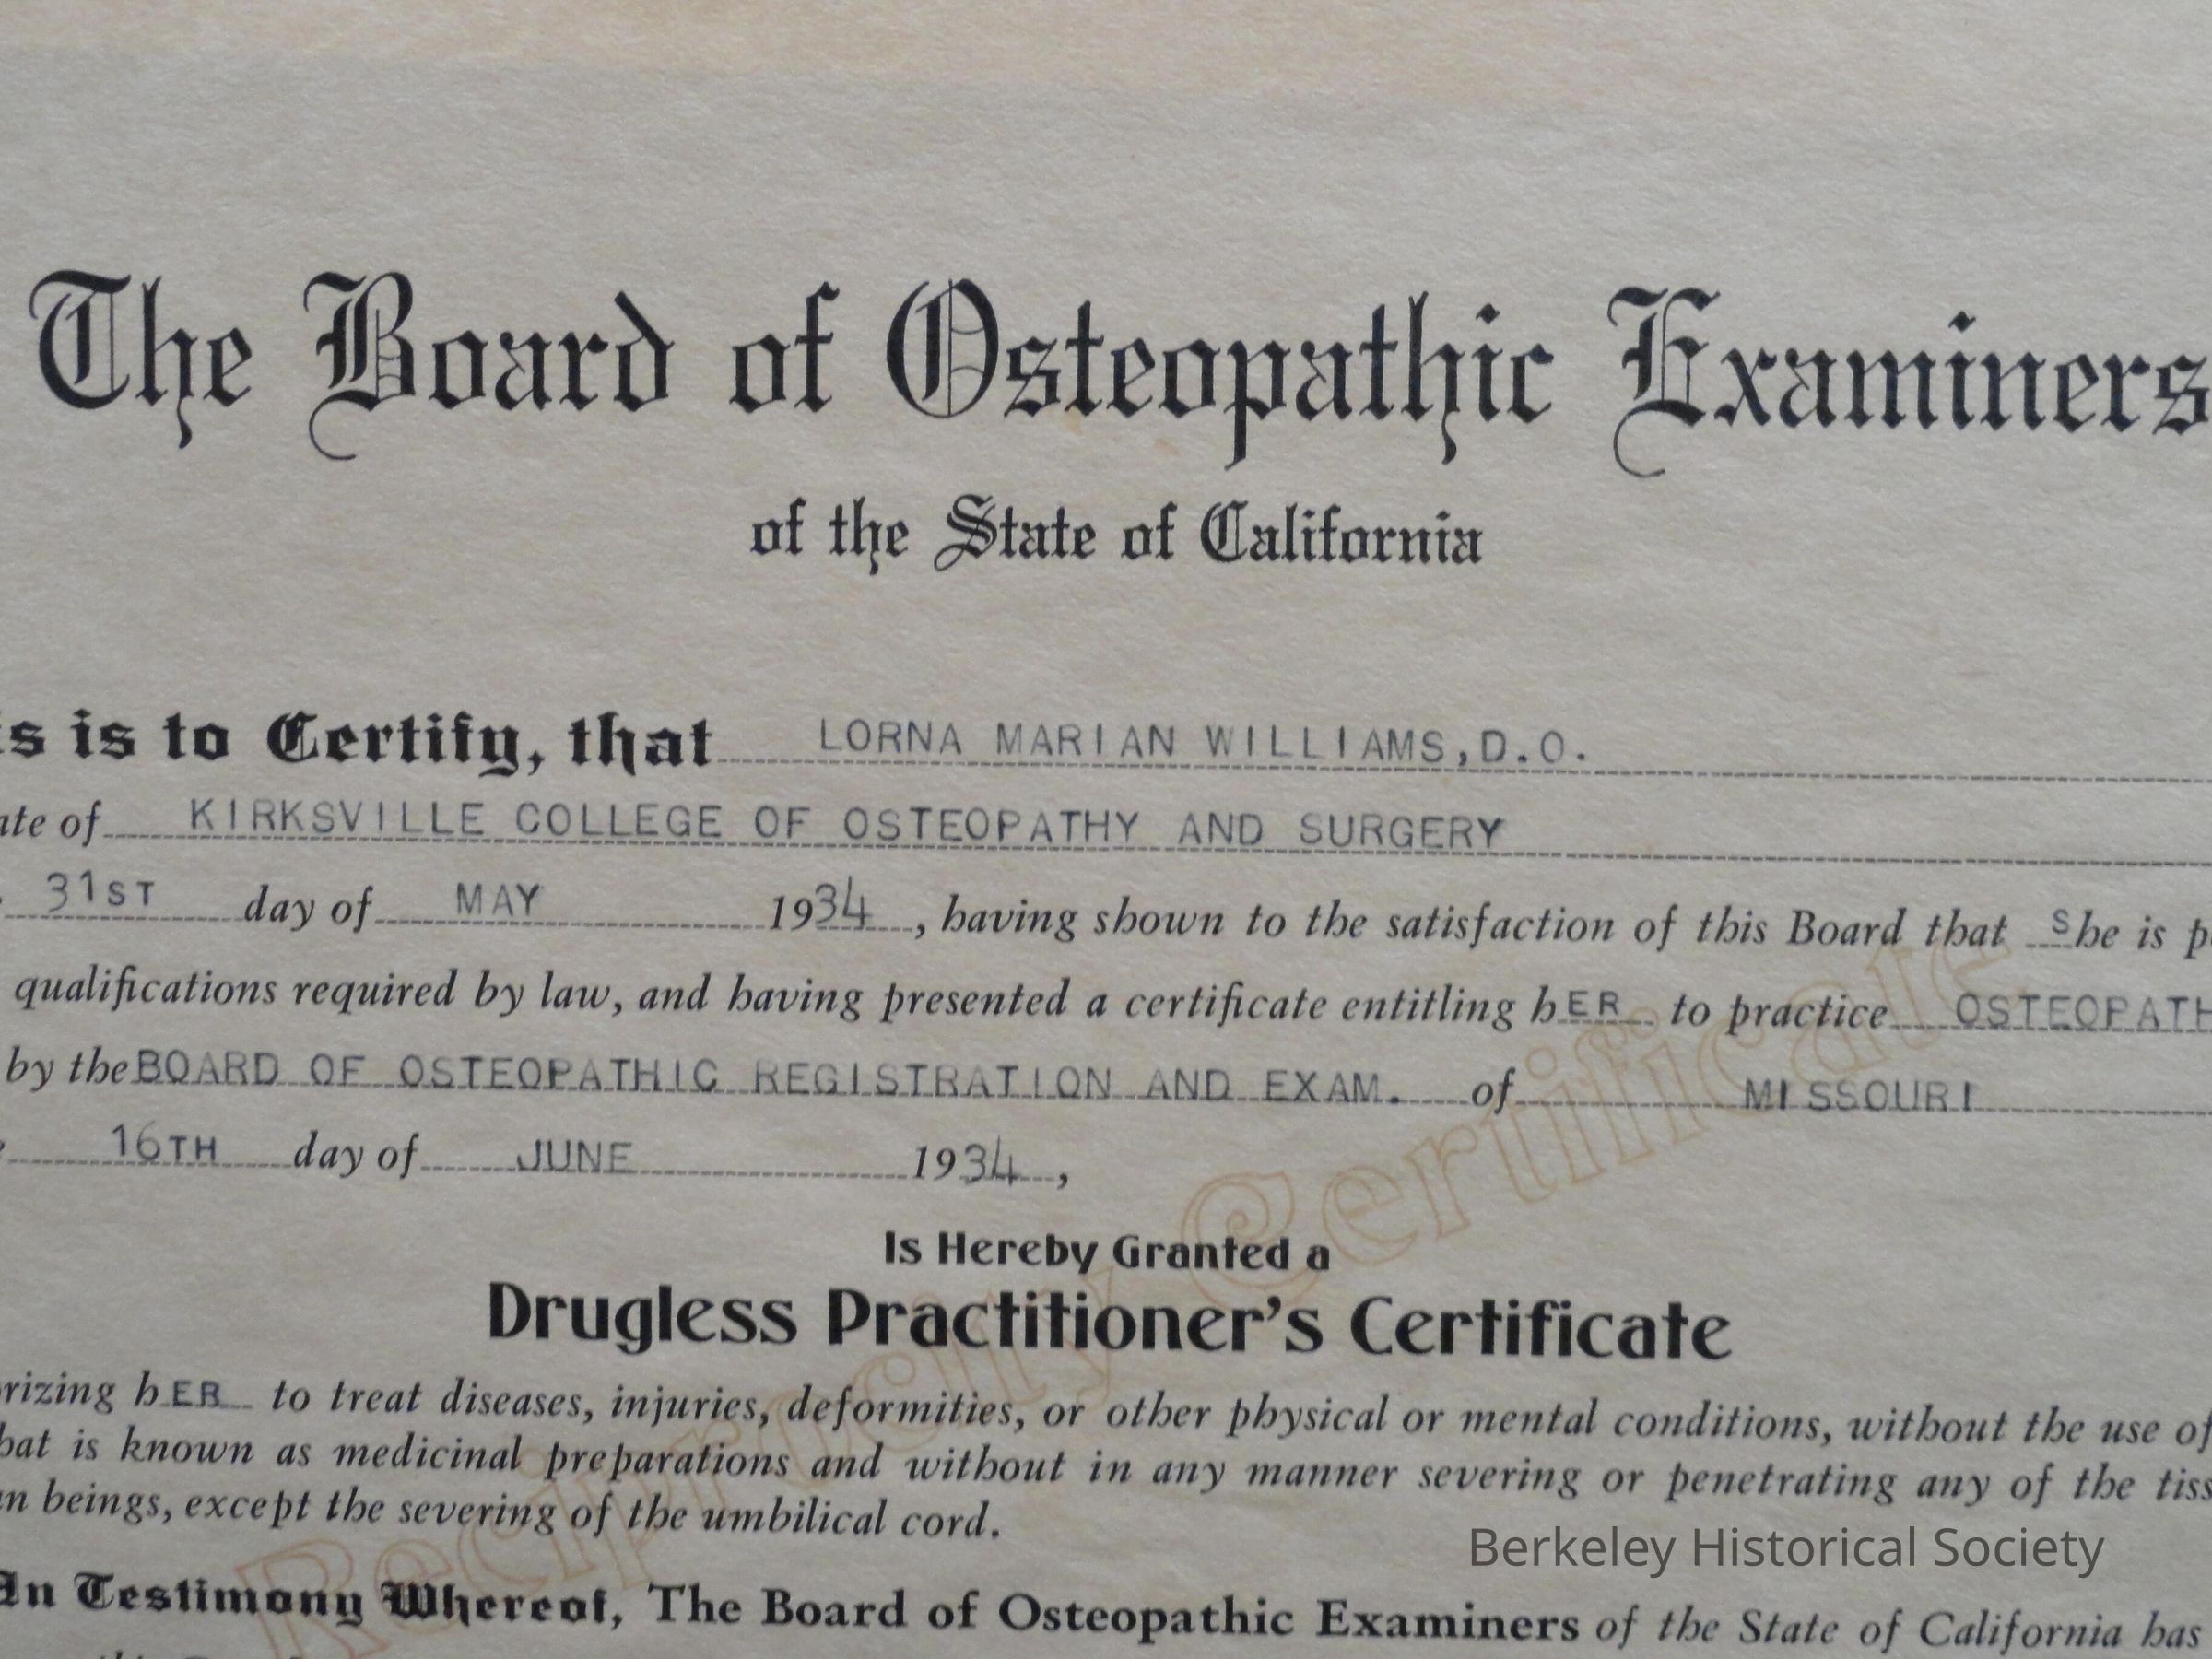 The Board of Osteopathic Examiners
of the State of California
is is to Certify, that LORNA MARIAN WILLIAMS, D.O.
ate of KIRKSVILLE COLLEGE OF OSTEOPATHY AND SURGERY
31ST day of MAY 1934, having shown to the satisfaction of this Board that She is p
qualifications required by law, and having presented a certificate entitling hER to practice OSTEOPATH
by the BOARD OF OSTEOPATHIC REGISTRATION AND EXAM. of MISSOURI
16TH day of JUNE 1934,
Is Hereby Granted a
Drugless Practitioner's Certificate
rizing hER to treat diseases, injuries, deformities, or other physical or mental conditions, without the use of
hat is known as medicinal preparations and without in any manner severing or penetrating any of the tiss
n beings, except the severing of the umbilical cord.
Reciprocity Certificate
Berkeley Historical Society
In Testimony Whereof, The Board of Osteopathic Examiners of the State of California has